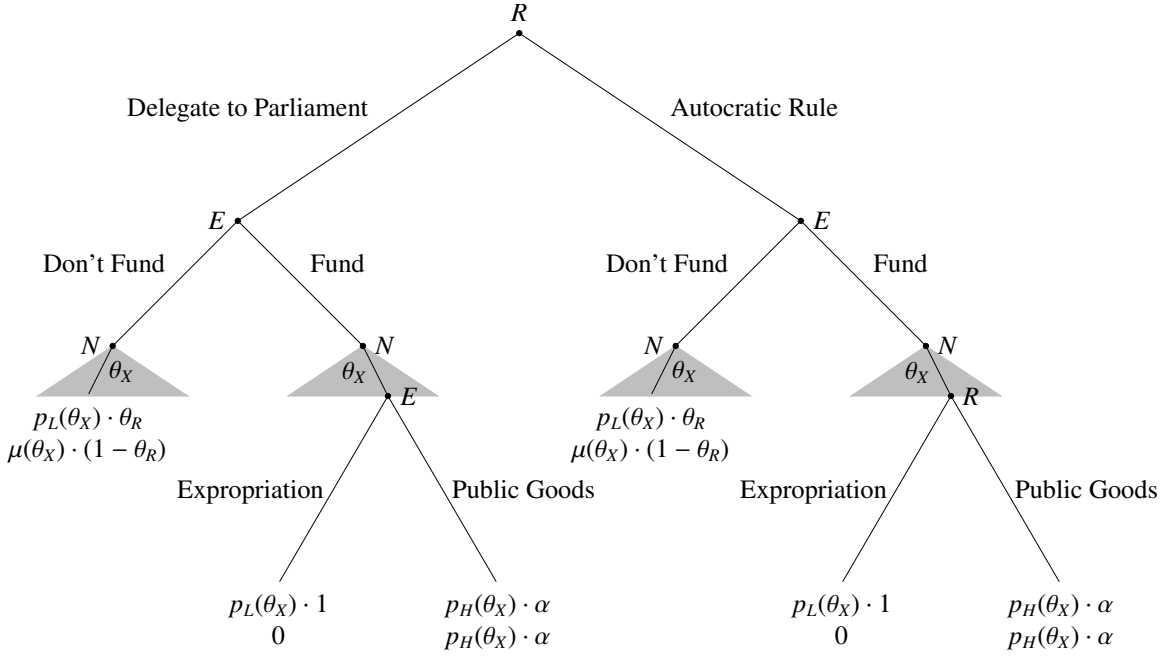 R
Delegate to Parliament
Autocratic Rule
E
E
Don't Fund
Fund
Don't Fund
Fund
N
N
N
N
θ_X
θ_X
θ_X
θ_X
E
R
p_L(θ_X) · θ_R
μ(θ_X) · (1 − θ_R)
p_L(θ_X) · θ_R
μ(θ_X) · (1 − θ_R)
Expropriation
Public Goods
Expropriation
Public Goods
p_L(θ_X) · 1
0
p_H(θ_X) · α
p_H(θ_X) · α
p_L(θ_X) · 1
0
p_H(θ_X) · α
p_H(θ_X) · α